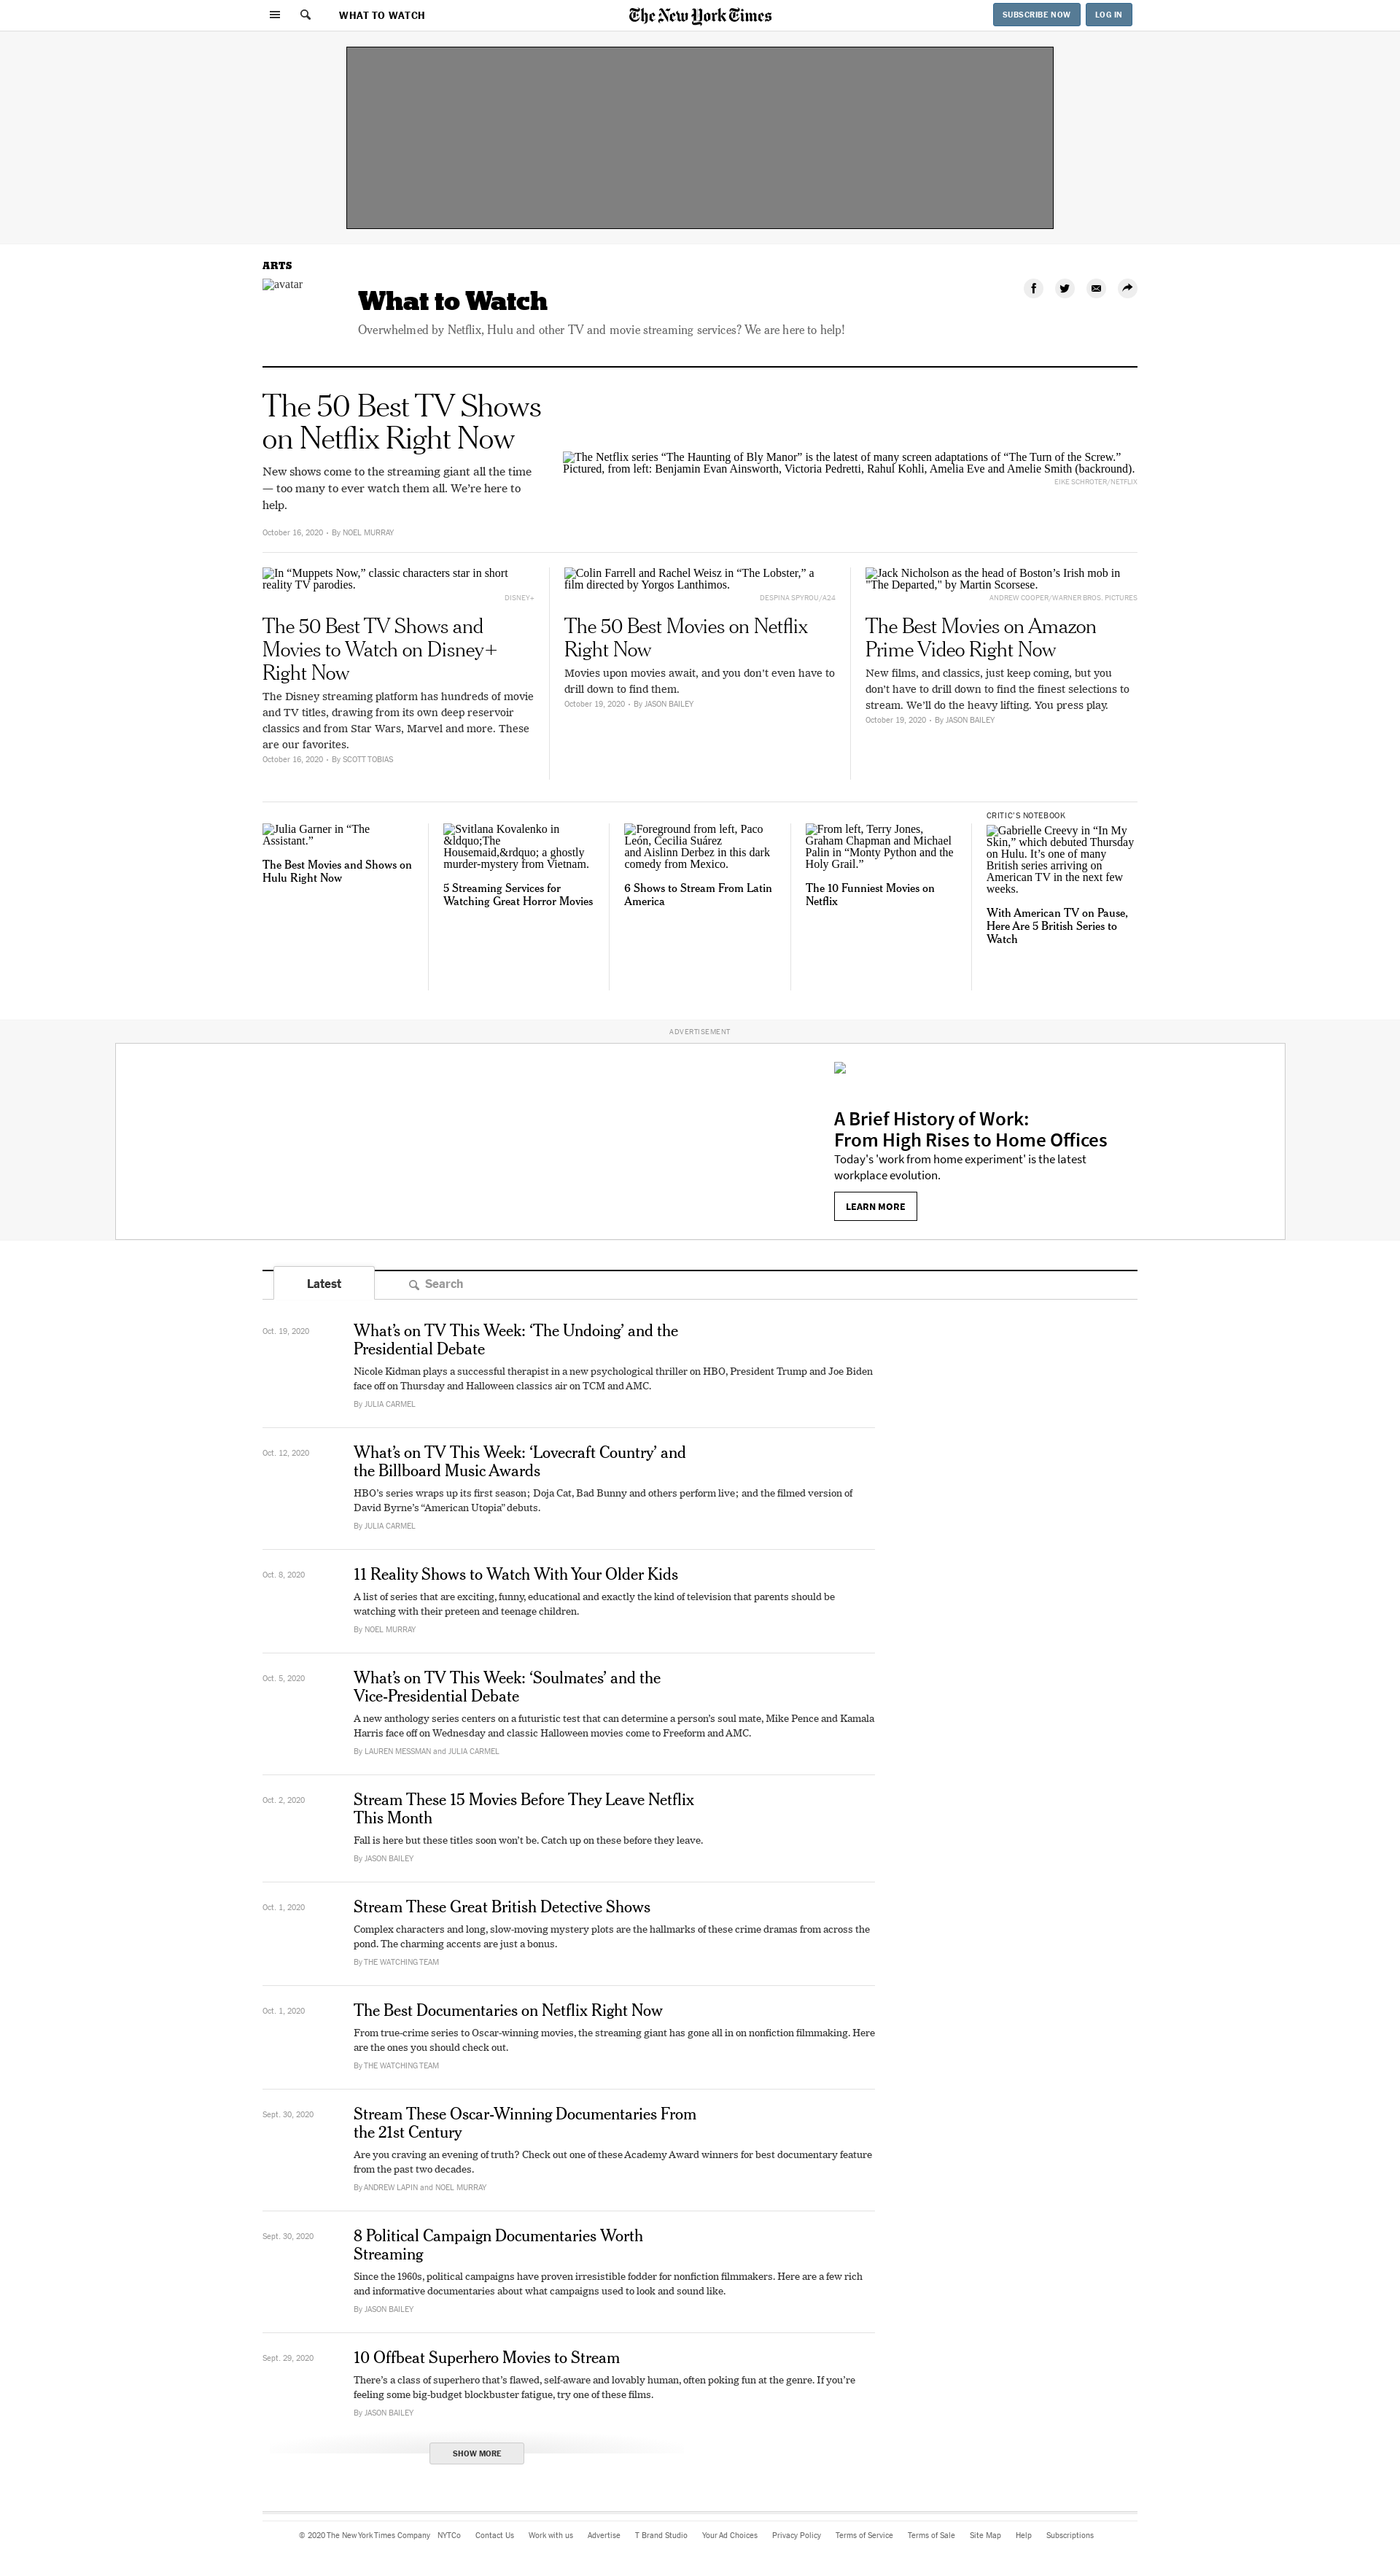 WHAT TO WATCH
The New York Times
SUBSCRIBE NOW
LOG IN
ARTS
avatar
What to Watch
Overwhelmed by Netflix, Hulu and other TV and movie streaming services? We are here to help!
The 50 Best TV Shows
on Netflix Right Now
New shows come to the streaming giant all the time
— too many to ever watch them all. We’re here to
help.
October 16, 2020 • By NOEL MURRAY
The Netflix series “The Haunting of Bly Manor” is the latest of many screen adaptations of “The Turn of the Screw.”
Pictured, from left: Benjamin Evan Ainsworth, Victoria Pedretti, Rahul Kohli, Amelia Eve and Amelie Smith (backround).
EIKE SCHROTER/NETFLIX
In “Muppets Now,” classic characters star in short
reality TV parodies.
DISNEY+
The 50 Best TV Shows and
Movies to Watch on Disney+
Right Now
The Disney streaming platform has hundreds of movie
and TV titles, drawing from its own deep reservoir
classics and from Star Wars, Marvel and more. These
are our favorites.
October 16, 2020 • By SCOTT TOBIAS
Colin Farrell and Rachel Weisz in “The Lobster,” a
film directed by Yorgos Lanthimos.
DESPINA SPYROU/A24
The 50 Best Movies on Netflix
Right Now
Movies upon movies await, and you don’t even have to
drill down to find them.
October 19, 2020 • By JASON BAILEY
Jack Nicholson as the head of Boston’s Irish mob in
"The Departed," by Martin Scorsese.
ANDREW COOPER/WARNER BROS. PICTURES
The Best Movies on Amazon
Prime Video Right Now
New films, and classics, just keep coming, but you
don’t have to drill down to find the finest selections to
stream. We’ll do the heavy lifting. You press play.
October 19, 2020 • By JASON BAILEY
Julia Garner in “The
Assistant.”
The Best Movies and Shows on
Hulu Right Now
Svitlana Kovalenko in
&ldquo;The
Housemaid,&rdquo; a ghostly
murder-mystery from Vietnam.
5 Streaming Services for
Watching Great Horror Movies
Foreground from left, Paco
León, Cecilia Suárez
and Aislinn Derbez in this dark
comedy from Mexico.
6 Shows to Stream From Latin
America
From left, Terry Jones,
Graham Chapman and Michael
Palin in “Monty Python and the
Holy Grail.”
The 10 Funniest Movies on
Netflix
CRITIC’S NOTEBOOK
Gabrielle Creevy in “In My
Skin,” which debuted Thursday
on Hulu. It’s one of many
British series arriving on
American TV in the next few
weeks.
With American TV on Pause,
Here Are 5 British Series to
Watch
ADVERTISEMENT
A Brief History of Work:
From High Rises to Home Offices
Today's 'work from home experiment' is the latest
workplace evolution.
LEARN MORE
Latest
Search
Oct. 19, 2020
What’s on TV This Week: ‘The Undoing’ and the
Presidential Debate
Nicole Kidman plays a successful therapist in a new psychological thriller on HBO, President Trump and Joe Biden
face off on Thursday and Halloween classics air on TCM and AMC.
By JULIA CARMEL
Oct. 12, 2020
What’s on TV This Week: ‘Lovecraft Country’ and
the Billboard Music Awards
HBO’s series wraps up its first season; Doja Cat, Bad Bunny and others perform live; and the filmed version of
David Byrne’s “American Utopia” debuts.
By JULIA CARMEL
Oct. 8, 2020
11 Reality Shows to Watch With Your Older Kids
A list of series that are exciting, funny, educational and exactly the kind of television that parents should be
watching with their preteen and teenage children.
By NOEL MURRAY
Oct. 5, 2020
What’s on TV This Week: ‘Soulmates’ and the
Vice-Presidential Debate
A new anthology series centers on a futuristic test that can determine a person’s soul mate, Mike Pence and Kamala
Harris face off on Wednesday and classic Halloween movies come to Freeform and AMC.
By LAUREN MESSMAN and JULIA CARMEL
Oct. 2, 2020
Stream These 15 Movies Before They Leave Netflix
This Month
Fall is here but these titles soon won’t be. Catch up on these before they leave.
By JASON BAILEY
Oct. 1, 2020
Stream These Great British Detective Shows
Complex characters and long, slow-moving mystery plots are the hallmarks of these crime dramas from across the
pond. The charming accents are just a bonus.
By THE WATCHING TEAM
Oct. 1, 2020
The Best Documentaries on Netflix Right Now
From true-crime series to Oscar-winning movies, the streaming giant has gone all in on nonfiction filmmaking. Here
are the ones you should check out.
By THE WATCHING TEAM
Sept. 30, 2020
Stream These Oscar-Winning Documentaries From
the 21st Century
Are you craving an evening of truth? Check out one of these Academy Award winners for best documentary feature
from the past two decades.
By ANDREW LAPIN and NOEL MURRAY
Sept. 30, 2020
8 Political Campaign Documentaries Worth
Streaming
Since the 1960s, political campaigns have proven irresistible fodder for nonfiction filmmakers. Here are a few rich
and informative documentaries about what campaigns used to look and sound like.
By JASON BAILEY
Sept. 29, 2020
10 Offbeat Superhero Movies to Stream
There’s a class of superhero that’s flawed, self-aware and lovably human, often poking fun at the genre. If you’re
feeling some big-budget blockbuster fatigue, try one of these films.
By JASON BAILEY
SHOW MORE
© 2020 The New York Times Company NYTCo Contact Us Work with us Advertise T Brand Studio Your Ad Choices Privacy Policy Terms of Service Terms of Sale Site Map Help Subscriptions